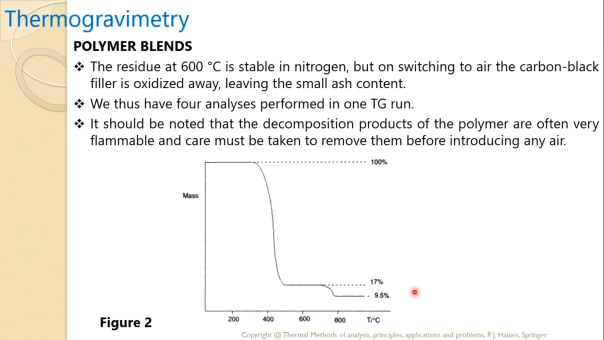 Thermogravimetry
POLYMER BLENDS
❖ The residue at 600 °C is stable in nitrogen, but on switching to air the carbon-black
filler is oxidized away, leaving the small ash content.
❖ We thus have four analyses performed in one TG run.
❖ It should be noted that the decomposition products of the polymer are often very
flammable and care must be taken to remove them before introducing any air.
100%
Mass
17%
9.5%
200 400 600 800 T/°C
Figure 2
Copyright @ Thermal Methods of analysis, principles, applications and problems, P. J. Haines, Springer